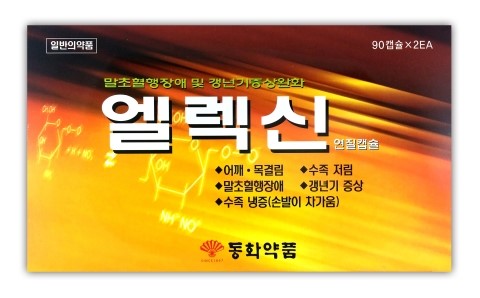 일반의약품
90캡슐×2EA
말초혈행장애 및 갱년기증상완화
엘렉신
연질캡슐
◆어깨·목결림 ◆수족 저림
◆말초혈행장애 ◆갱년기 증상
◆수족 냉증(손발이 차가움)
동화약품